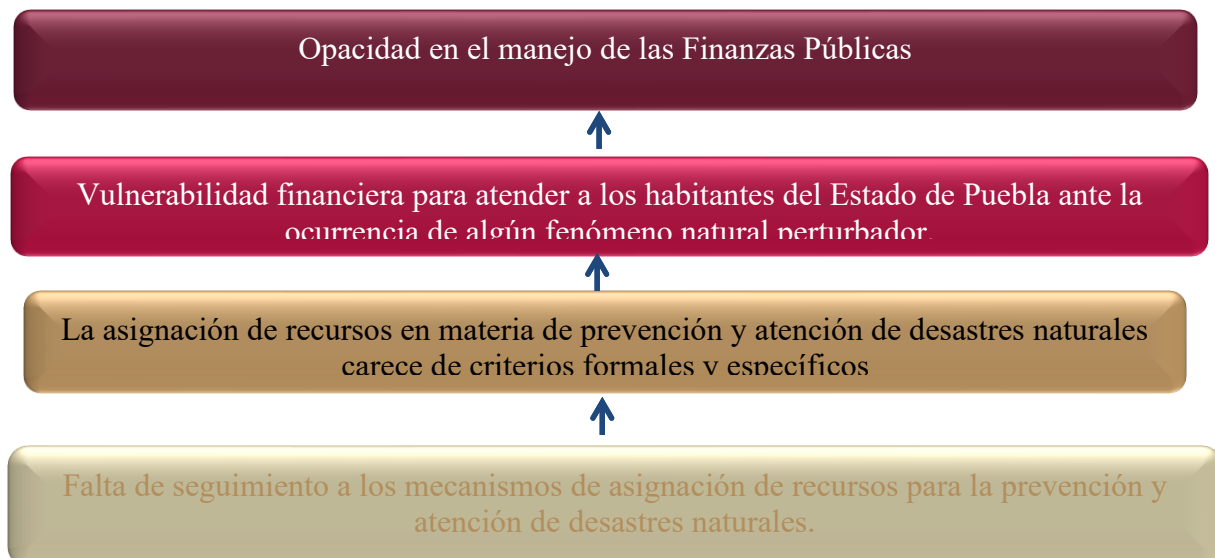 Opacidad en el manejo de las Finanzas Públicas
Vulnerabilidad financiera para atender a los habitantes del Estado de Puebla ante la
ocurrencia de algún fenómeno natural perturbador.
La asignación de recursos en materia de prevención y atención de desastres naturales
carece de criterios formales y específicos
Falta de seguimiento a los mecanismos de asignación de recursos para la prevención y
atención de desastres naturales.